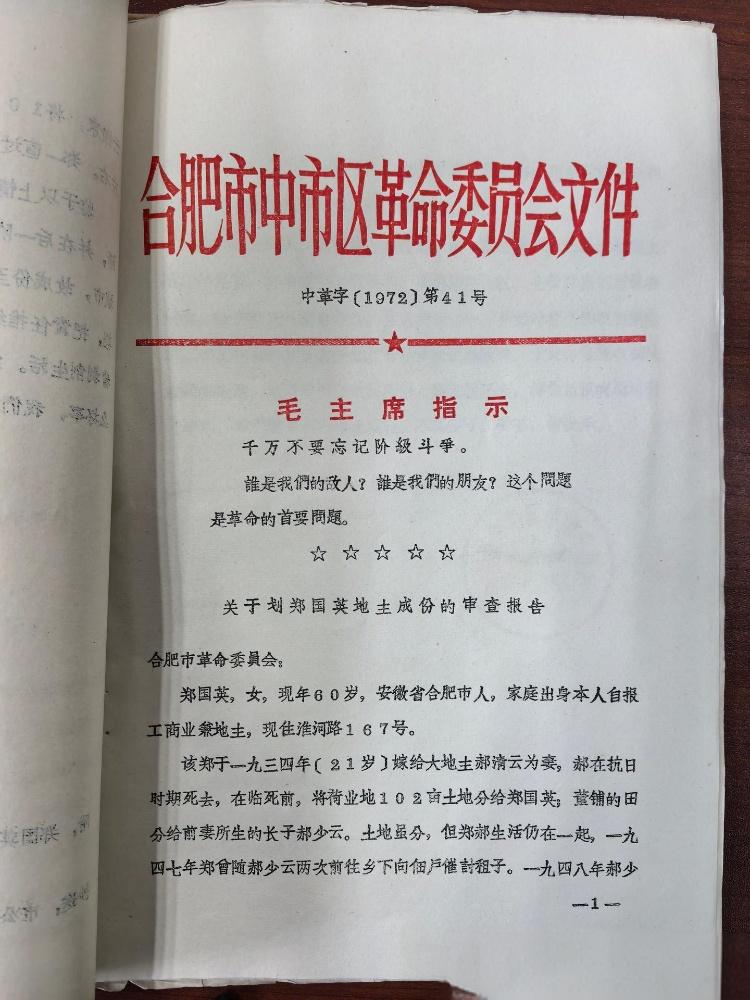 合肥市中市区革命委员会文件
中革字（1972）第41号
毛主席指示
千万不要忘记阶级斗争。
誰是我們的敌人？誰是我們的朋友？这个問題
是革命的首要問題。
☆ ☆ ☆ ☆ ☆
关于划郑国英地主成份的审查报告
合肥市革命委員会：
郑国英，女，现年60岁，安徽省合肥市人，家庭出身本人自报
工商业兼地主，现住淮河路167号。
该郑于一九三四年（21岁）嫁给大地主郝清云为妾，郝在抗日
时期死去，在临死前，将荷业地102亩土地分给郑国英；董铺的田
分给前妻所生的长子郝少云。土地虽分，但郑郝生活仍在一起，一九
四七年郑曾随郝少云两次前往乡下向佃户催討租子。一九四八年郝少
—1—